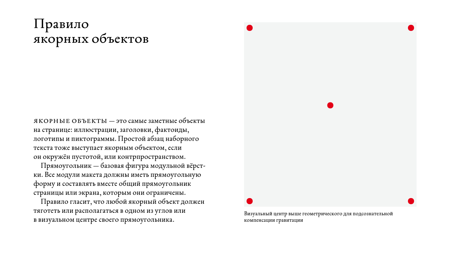 Правило
якорных объектов
ЯКОРНЫЕ ОБЪЕКТЫ — это самые заметные объекты
на странице: иллюстрации, заголовки, фактоиды,
логотипы и пиктограммы. Простой абзац наборного
текста тоже выступает якорным объектом, если
он окружён пустотой, или контрпространством.
Прямоугольник — базовая фигура модульной вёрст-
ки. Все модули макета должны иметь прямоугольную
форму и составлять вместе общий прямоугольник
страницы или экрана, которым они ограничены.
Правило гласит, что любой якорный объект должен
тяготеть или располагаться в одном из углов или
в визуальном центре своего прямоугольника.
Визуальный центр выше геометрического для подсознательной
компенсации гравитации